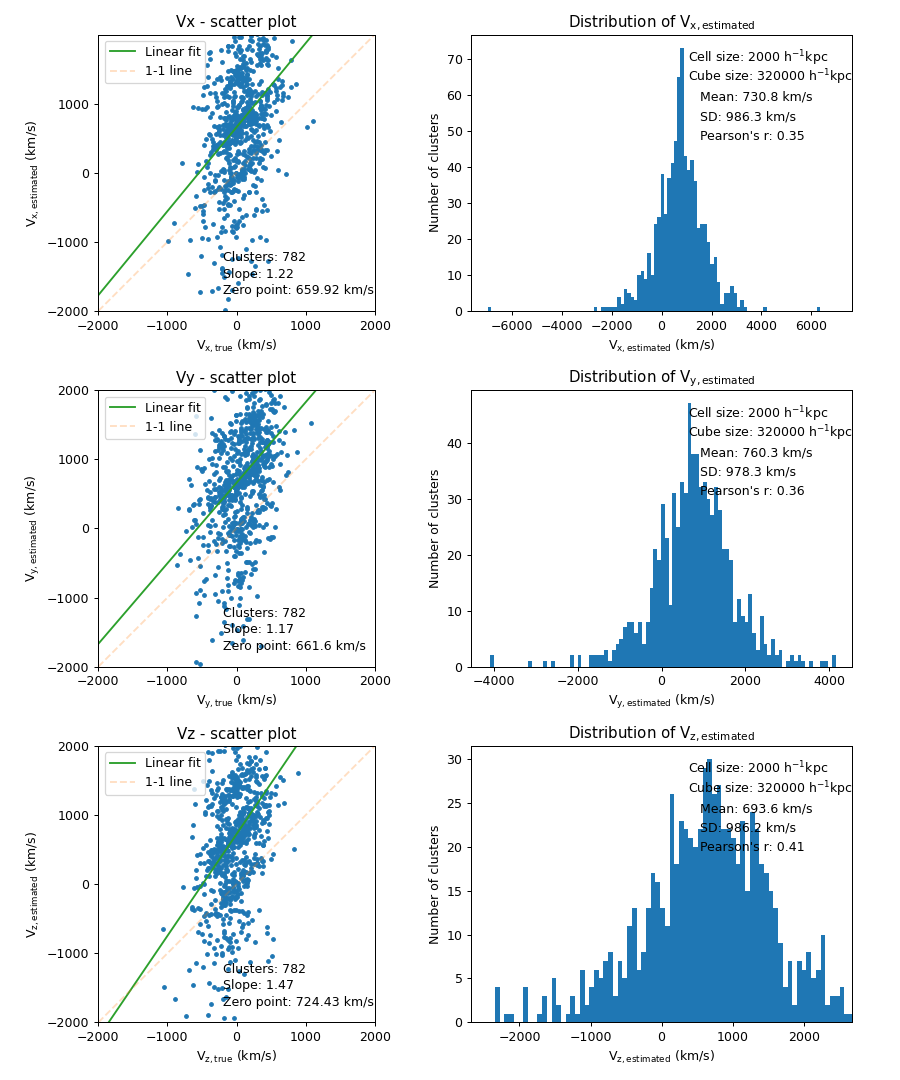 Vx - scatter plot
Linear fit
1-1 line
Clusters: 782
Slope: 1.22
Zero point: 659.92 km/s
1000
0
−1000
−2000
−2000 −1000 0 1000 2000
V_x, estimated (km/s)
V_x, true (km/s)
Distribution of V_x, estimated
Cell size: 2000 h⁻¹kpc
Cube size: 320000 h⁻¹kpc
Mean: 730.8 km/s
SD: 986.3 km/s
Pearson's r: 0.35
70
60
50
40
30
20
10
0
−6000 −4000 −2000 0 2000 4000 6000
Number of clusters
V_x, estimated (km/s)
Vy - scatter plot
Linear fit
1-1 line
Clusters: 782
Slope: 1.17
Zero point: 661.6 km/s
2000
1000
0
−1000
−2000
−2000 −1000 0 1000 2000
V_y, estimated (km/s)
V_y, true (km/s)
Distribution of V_y, estimated
Cell size: 2000 h⁻¹kpc
Cube size: 320000 h⁻¹kpc
Mean: 760.3 km/s
SD: 978.3 km/s
Pearson's r: 0.36
40
30
20
10
0
−4000 −2000 0 2000 4000
Number of clusters
V_y, estimated (km/s)
Vz - scatter plot
Linear fit
1-1 line
Clusters: 782
Slope: 1.47
Zero point: 724.43 km/s
2000
1000
0
−1000
−2000
−2000 −1000 0 1000 2000
V_z, estimated (km/s)
V_z, true (km/s)
Distribution of V_z, estimated
Cell size: 2000 h⁻¹kpc
Cube size: 320000 h⁻¹kpc
Mean: 693.6 km/s
SD: 986.2 km/s
Pearson's r: 0.41
30
25
20
15
10
5
0
−2000 −1000 0 1000 2000
Number of clusters
V_z, estimated (km/s)